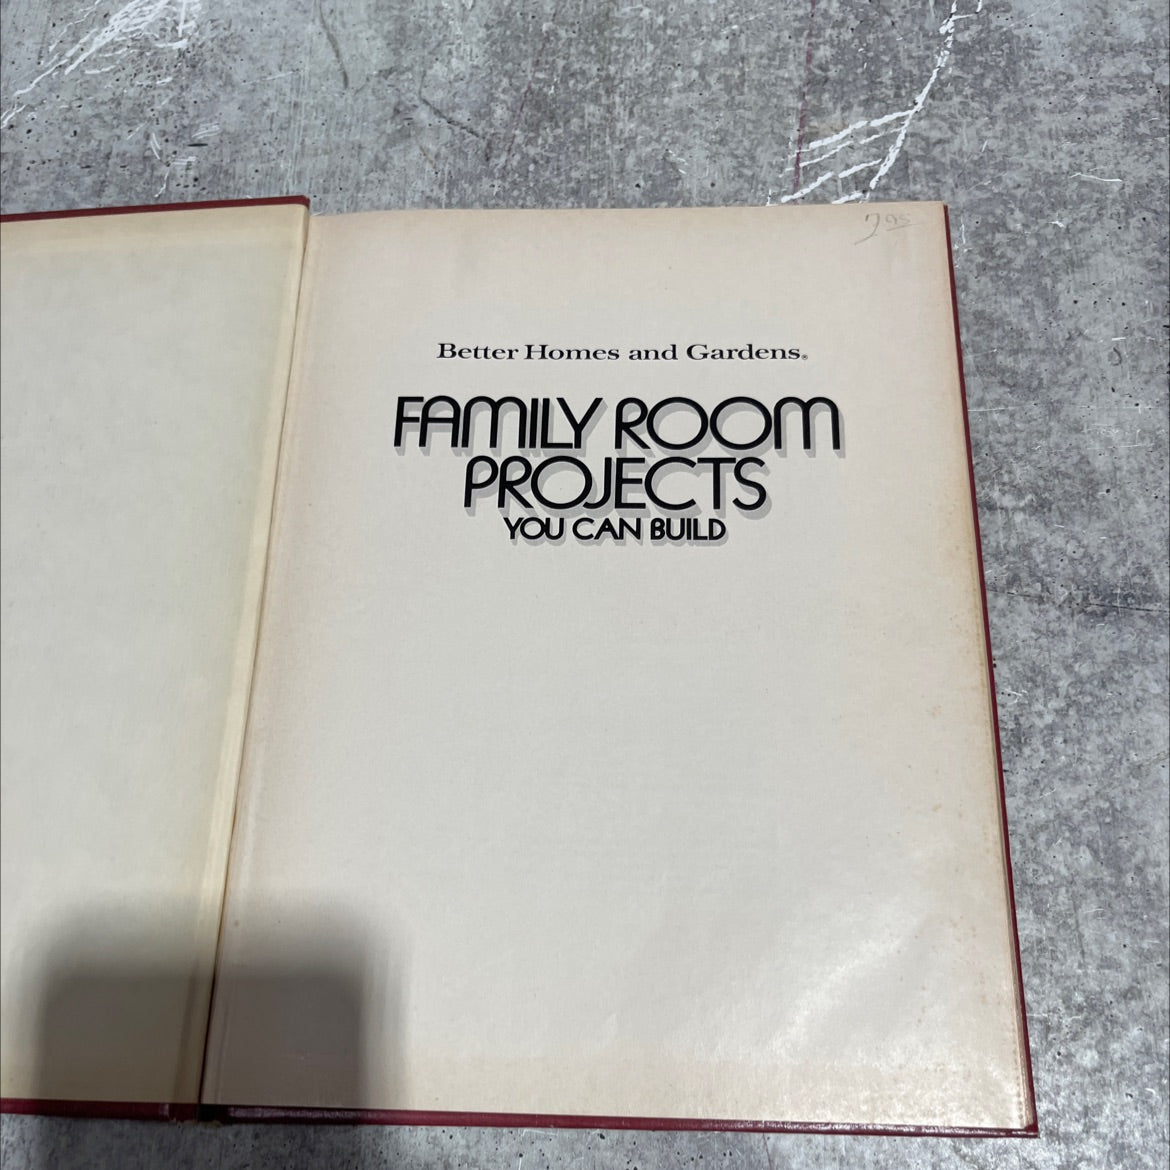 Better Homes and Gardens®
FAMILY ROOM
PROJECTS
YOU CAN BUILD